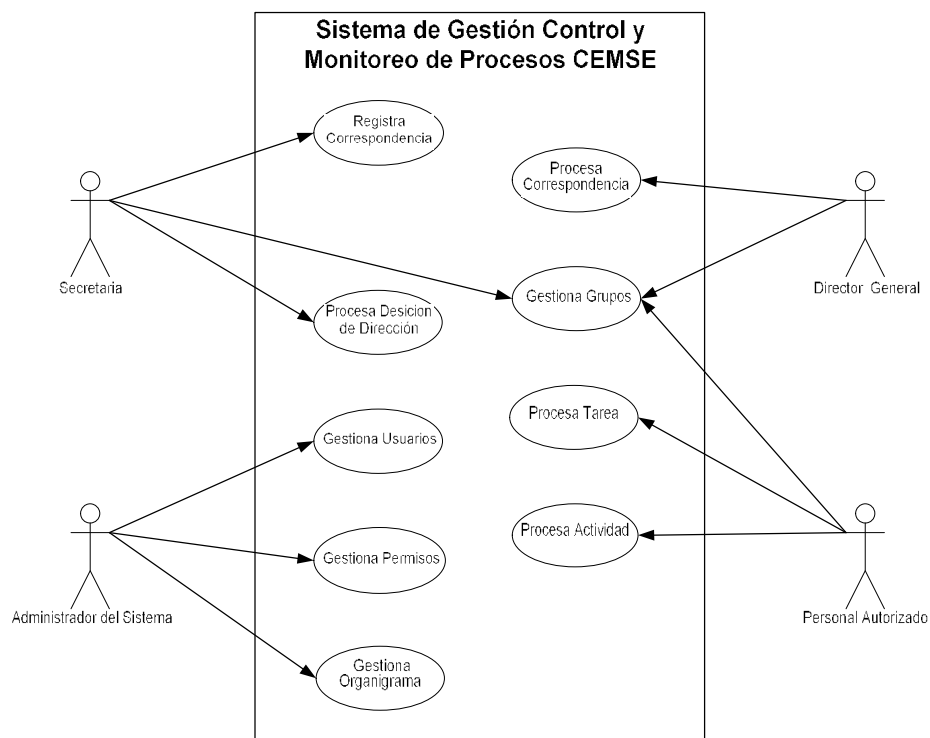 Sistema de Gestión Control y
Monitoreo de Procesos CEMSE
Registra
Correspondencia
Procesa
Correspondencia
Secretaria
Director General
Gestiona Grupos
Procesa Desicion
de Dirección
Procesa Tarea
Gestiona Usuarios
Procesa Actividad
Gestiona Permisos
Administrador del Sistema
Personal Autorizado
Gestiona
Organigrama